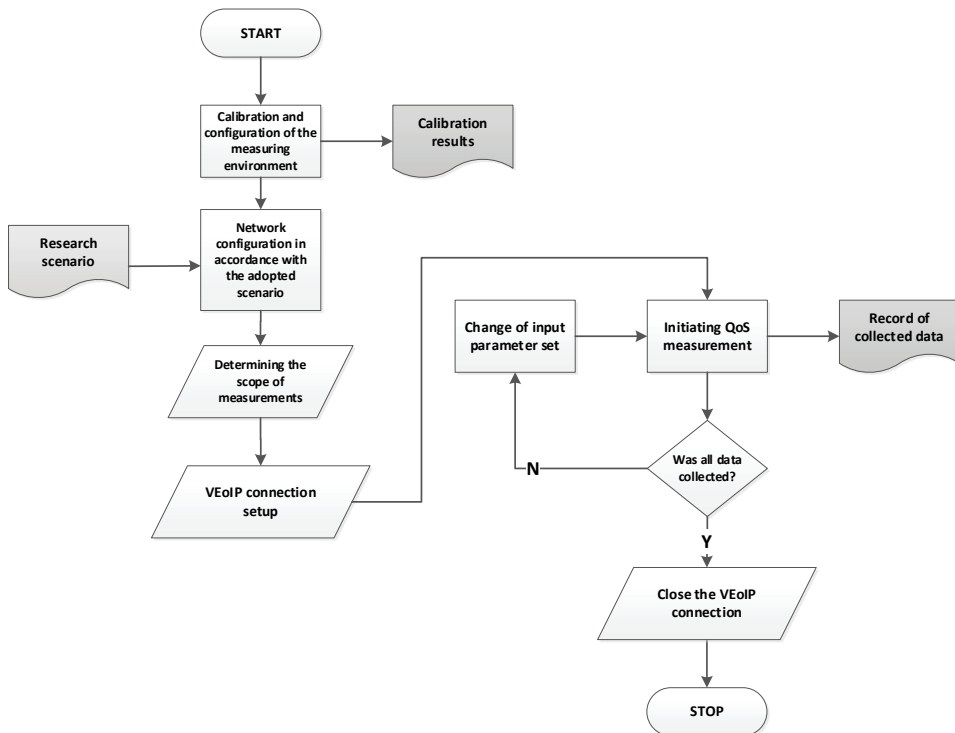 START
Calibration and
configuration of the
measuring
environment
Calibration
results
Research
scenario
Network
configuration in
accordance with
the adopted
scenario
Determining the
scope of
measurements
VEoIP connection
setup
Change of input
parameter set
Initiating QoS
measurement
Record of
collected data
Was all data
collected?
N
Y
Close the VEoIP
connection
STOP